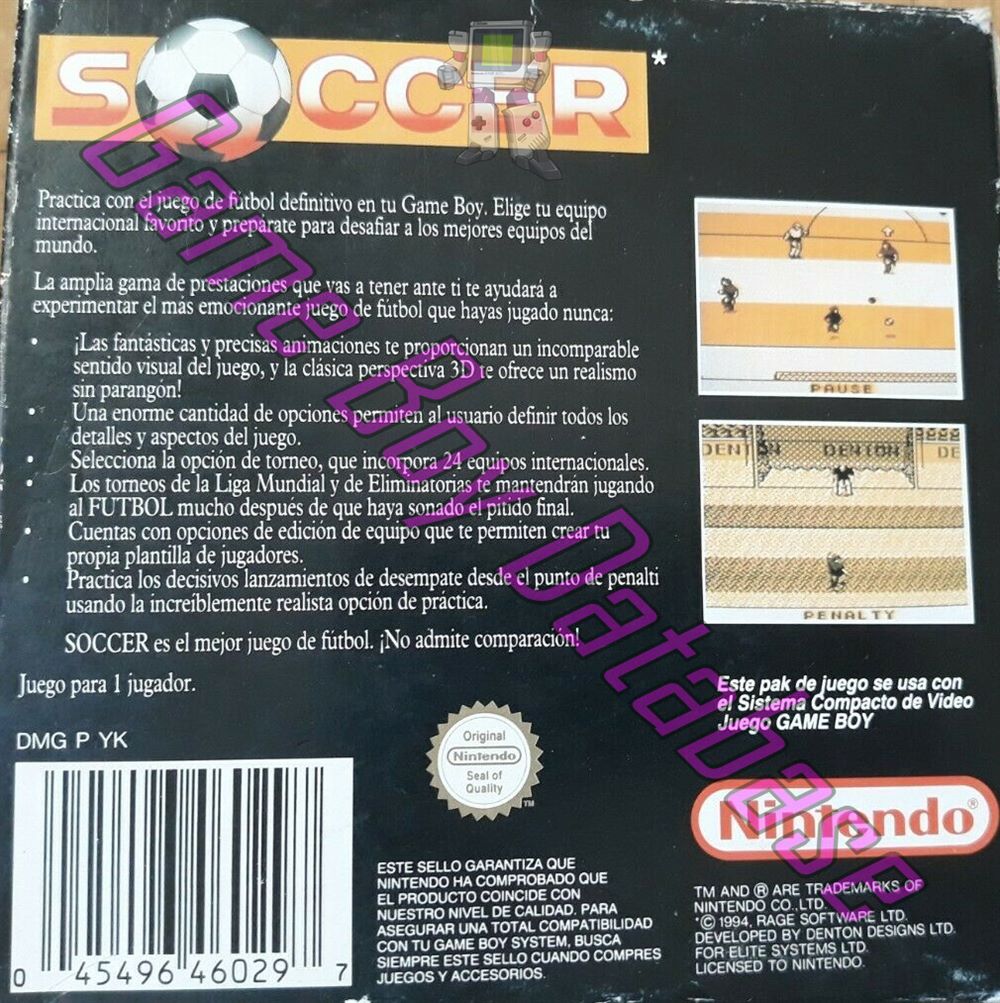 SOCCER*
Practica con el juego de fútbol definitivo en tu Game Boy. Elige tu equipo
internacional favorito y prepárate para desafiar a los mejores equipos del
mundo.
La amplia gama de prestaciones que vas a tener ante ti te ayudará a
experimentar el más emocionante juego de fútbol que hayas jugado nunca:
• ¡Las fantásticas y precisas animaciones te proporcionan un incomparable
sentido visual del juego, y la clásica perspectiva 3D te ofrece un realismo
sin parangón!
• Una enorme cantidad de opciones permiten al usuario definir todos los
detalles y aspectos del juego.
• Selecciona la opción de torneo, que incorpora 24 equipos internacionales.
• Los torneos de la Liga Mundial y de Eliminatorias te mantendrán jugando
al FUTBOL mucho después de que haya sonado el pitido final.
• Cuentas con opciones de edición de equipo que te permiten crear tu
propia plantilla de jugadores.
• Practica los decisivos lanzamientos de desempate desde el punto de penalti
usando la increíblemente realista opción de práctica.
SOCCER es el mejor juego de fútbol. ¡No admite comparación!
Juego para 1 jugador.
DMG P YK
0 45496 46029 7
Original
Nintendo
Seal of
Quality
TM
ESTE SELLO GARANTIZA QUE
NINTENDO HA COMPROBADO QUE
EL PRODUCTO COINCIDE CON
NUESTRO NIVEL DE CALIDAD. PARA
ASEGURAR UNA TOTAL COMPATIBILIDAD
CON TU GAME BOY SYSTEM, BUSCA
SIEMPRE ESTE SELLO CUANDO COMPRES
JUEGOS Y ACCESORIOS.
PAUSE
DENTON DENTON DE
PENALTY
Este pak de juego se usa con
el Sistema Compacto de Video
Juego GAME BOY
Nintendo®
TM AND ® ARE TRADEMARKS OF
NINTENDO CO.,LTD.
*© 1994, RAGE SOFTWARE LTD.
DEVELOPED BY DENTON DESIGNS LTD.
FOR ELITE SYSTEMS LTD.
LICENSED TO NINTENDO.
Game Boy Database